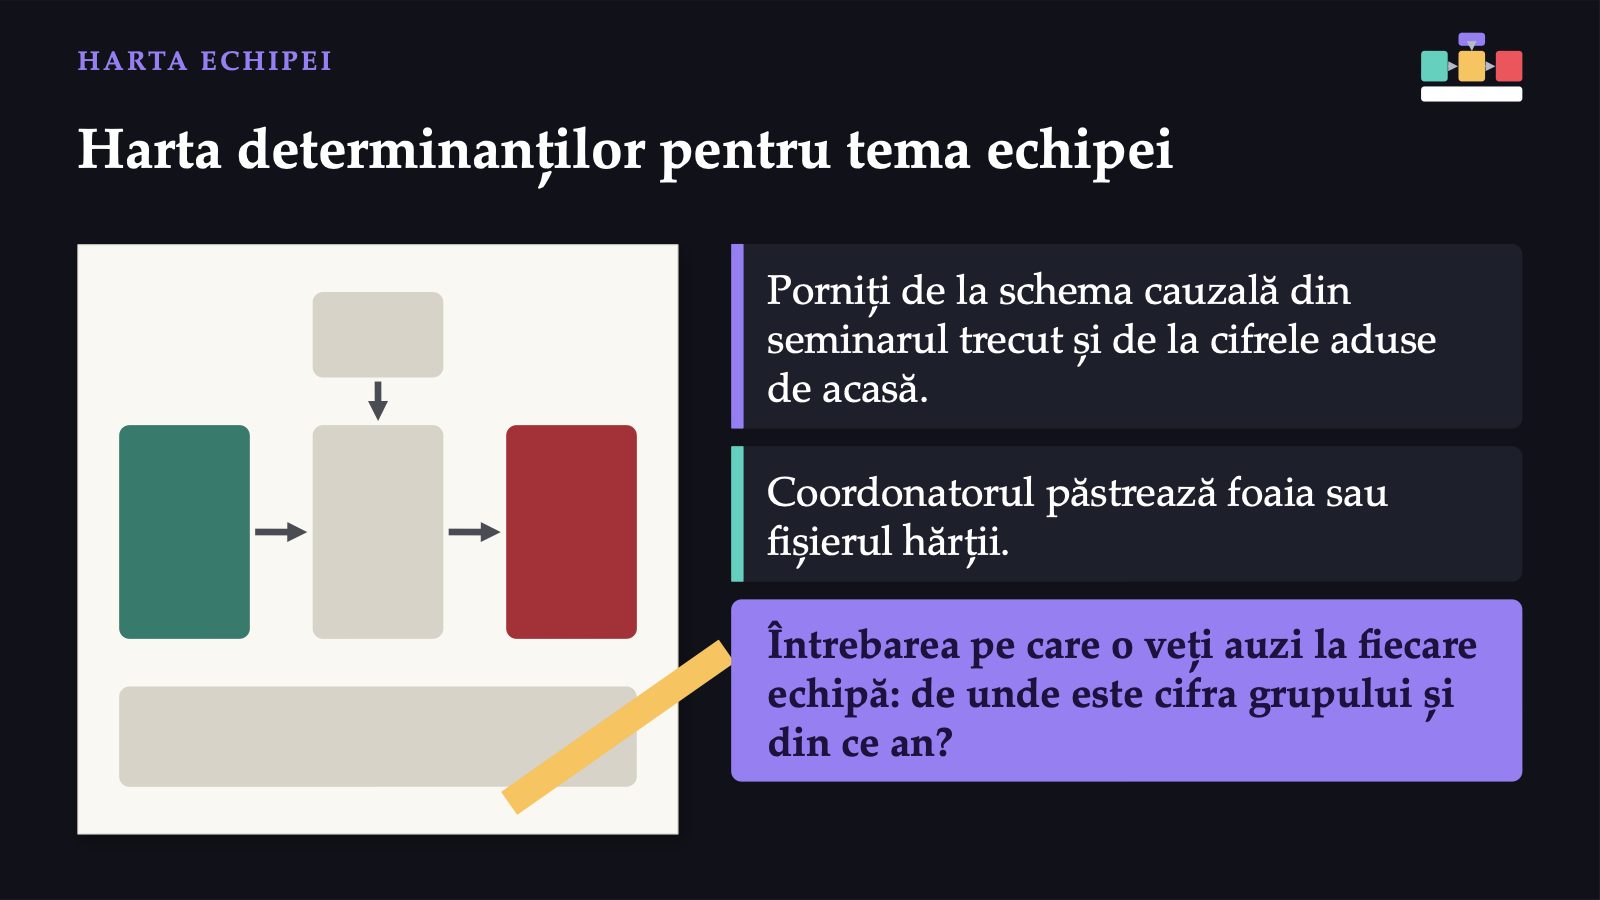 HARTA ECHIPEI
Harta determinanților pentru tema echipei
Porniți de la schema cauzală din
seminarul trecut și de la cifrele aduse
de acasă.
Coordonatorul păstrează foaia sau
fișierul hărții.
Întrebarea pe care o veți auzi la fiecare
echipă: de unde este cifra grupului și
din ce an?